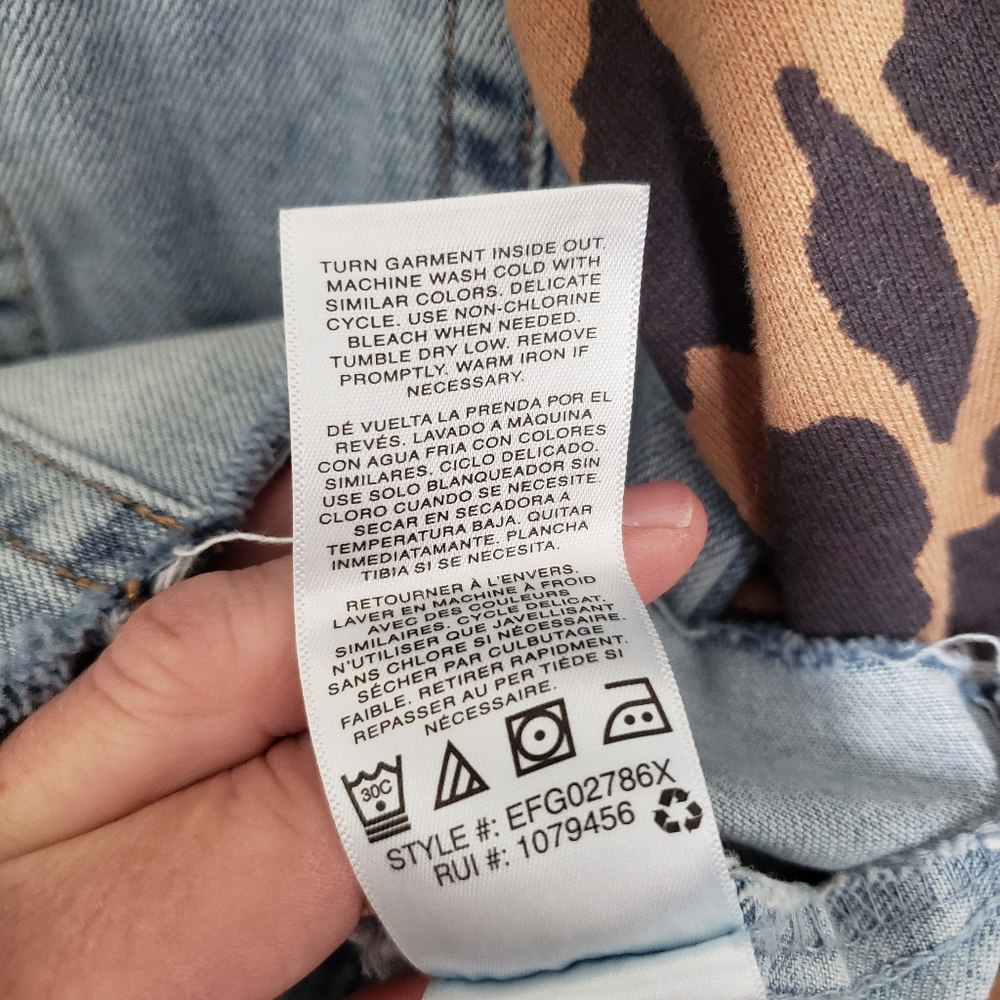 TURN GARMENT INSIDE OUT.
MACHINE WASH COLD WITH
SIMILAR COLORS. DELICATE
CYCLE. USE NON-CHLORINE
BLEACH WHEN NEEDED.
TUMBLE DRY LOW. REMOVE
PROMPTLY. WARM IRON IF
NECESSARY.
DÉ VUELTA LA PRENDA POR EL
REVÉS. LAVADO A MÀQUINA
CON AGUA FRIA CON COLORES
SIMILARES. CICLO DELICADO.
USE SOLO BLANQUEADOR SIN
CLORO CUANDO SE NECESITE.
SECAR EN SECADORA A
TEMPERATURA BAJA. QUITAR
INMEDIATAMANTE. PLANCHA
TIBIA SI SE NECESITA.
RETOURNER À L'ENVERS.
LAVER EN MACHINE À FROID
AVEC DES COULEURS
SIMILAIRES. CYCLE DELICAT.
N'UTILISER QUE JAVELLISANT
SANS CHLORE SI NÉCESSAIRE.
SÉCHER PAR CULBUTAGE
FAIBLE. RETIRER RAPIDMENT.
REPASSER AU PER TIÉDE SI
NÉCESSAIRE.
30C
STYLE #: EFG02786X
RUI #: 1079456